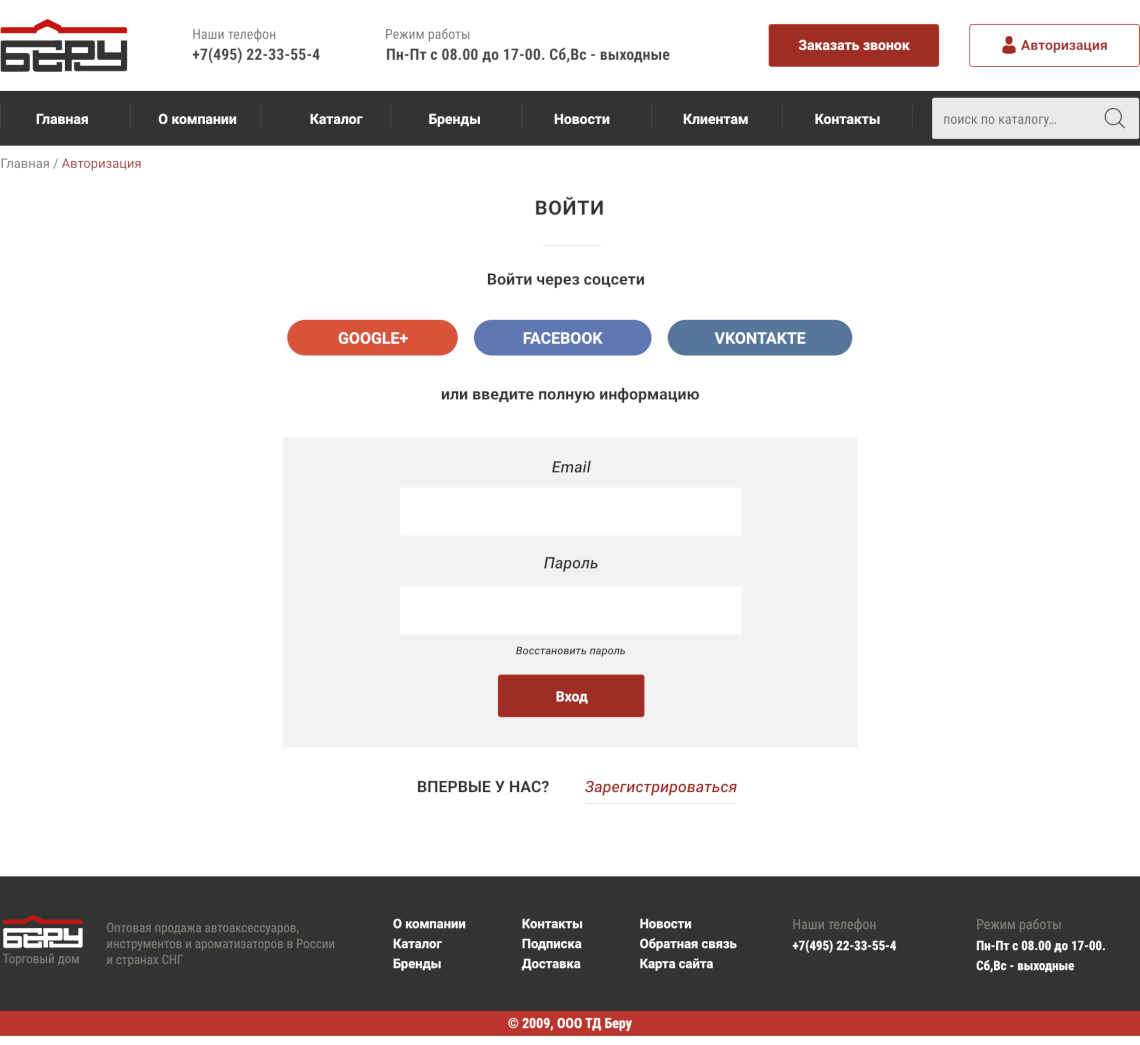 БЕРУ
Наши телефон
+7(495) 22-33-55-4
Режим работы
Пн-Пт с 08.00 до 17-00. Сб,Вс - выходные
Заказать звонок
Авторизация
Главная
О компании
Каталог
Бренды
Новости
Клиентам
Контакты
поиск по каталогу...
Главная / Авторизация
ВОЙТИ
Войти через соцсети
GOOGLE+
FACEBOOK
VKONTAKTE
или введите полную информацию
Email
Пароль
Восстановить пароль
Вход
ВПЕРВЫЕ У НАС?
Зарегистрироваться
БЕРУ
Торговый дом
Оптовая продажа автоаксессуаров,
инструментов и ароматизаторов в России
и странах СНГ
О компании
Каталог
Бренды
Контакты
Подписка
Доставка
Новости
Обратная связь
Карта сайта
Наши телефон
+7(495) 22-33-55-4
Режим работы
Пн-Пт с 08.00 до 17-00.
Сб,Вс - выходные
© 2009, ООО ТД Беру